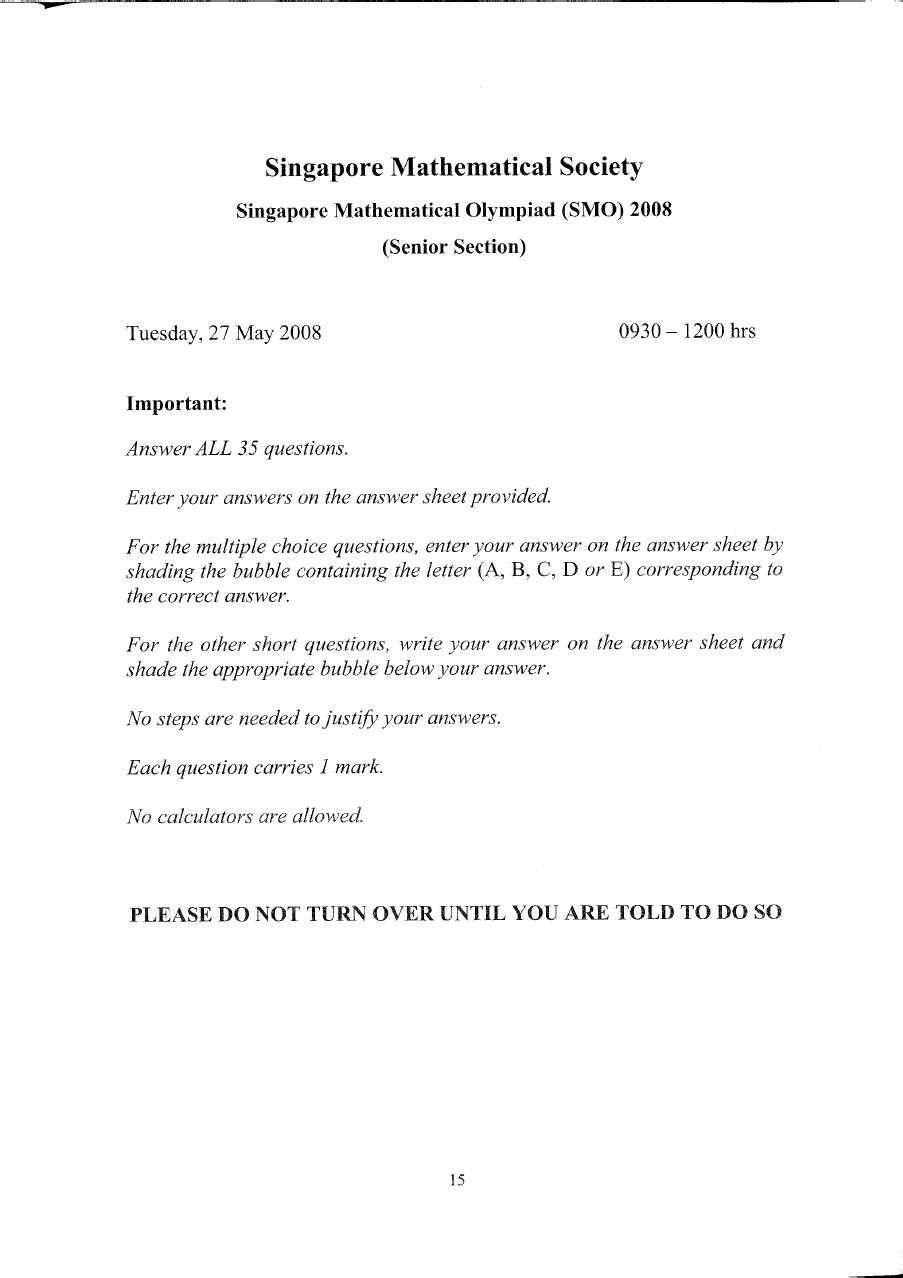 Singapore Mathematical Society
Singapore Mathematical Olympiad (SMO) 2008
(Senior Section)
Tuesday, 27 May 2008 0930 – 1200 hrs
Important:
Answer ALL 35 questions.
Enter your answers on the answer sheet provided.
For the multiple choice questions, enter your answer on the answer sheet by
shading the bubble containing the letter (A, B, C, D or E) corresponding to
the correct answer.
For the other short questions, write your answer on the answer sheet and
shade the appropriate bubble below your answer.
No steps are needed to justify your answers.
Each question carries 1 mark.
No calculators are allowed.
PLEASE DO NOT TURN OVER UNTIL YOU ARE TOLD TO DO SO
15